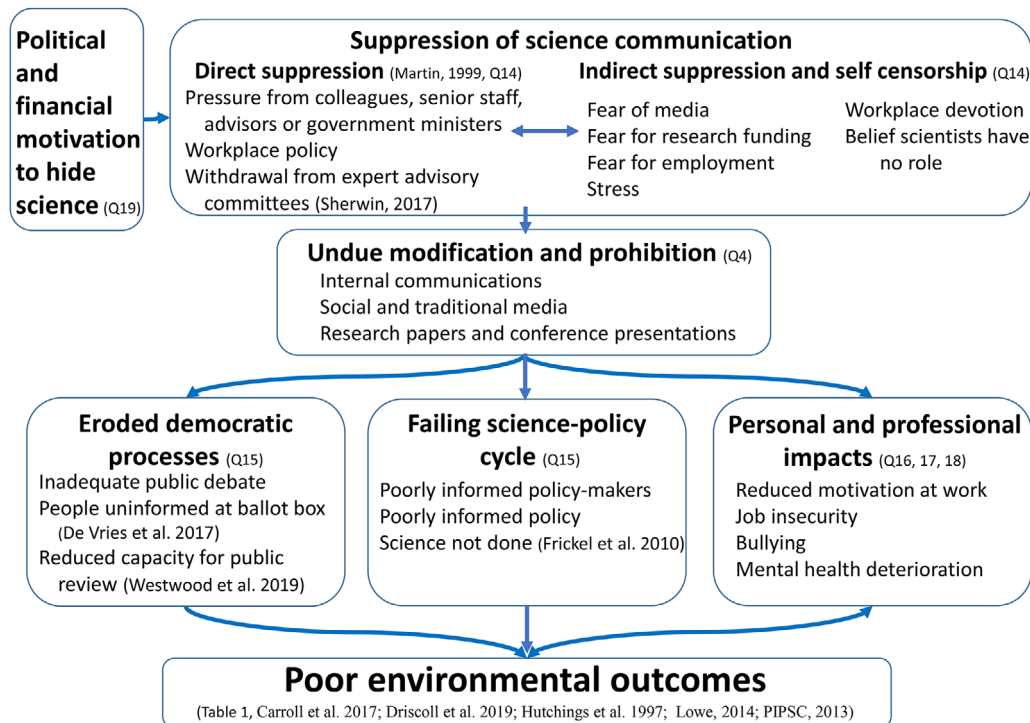 Political
and
financial
motivation
to hide
science (Q19)
Suppression of science communication
Direct suppression (Martin, 1999, Q14)
Pressure from colleagues, senior staff,
advisors or government ministers
Workplace policy
Withdrawal from expert advisory
committees (Sherwin, 2017)
Indirect suppression and self censorship (Q14)
Fear of media
Fear for research funding
Fear for employment
Stress
Workplace devotion
Belief scientists have
no role
Undue modification and prohibition (Q4)
Internal communications
Social and traditional media
Research papers and conference presentations
Eroded democratic
processes (Q15)
Inadequate public debate
People uninformed at ballot box
(De Vries et al. 2017)
Reduced capacity for public
review (Westwood et al. 2019)
Failing science-policy
cycle (Q15)
Poorly informed policy-makers
Poorly informed policy
Science not done (Frickel et al. 2010)
Personal and professional
impacts (Q16, 17, 18)
Reduced motivation at work
Job insecurity
Bullying
Mental health deterioration
Poor environmental outcomes
(Table 1, Carroll et al. 2017; Driscoll et al. 2019; Hutchings et al. 1997; Lowe, 2014; PIPSC, 2013)